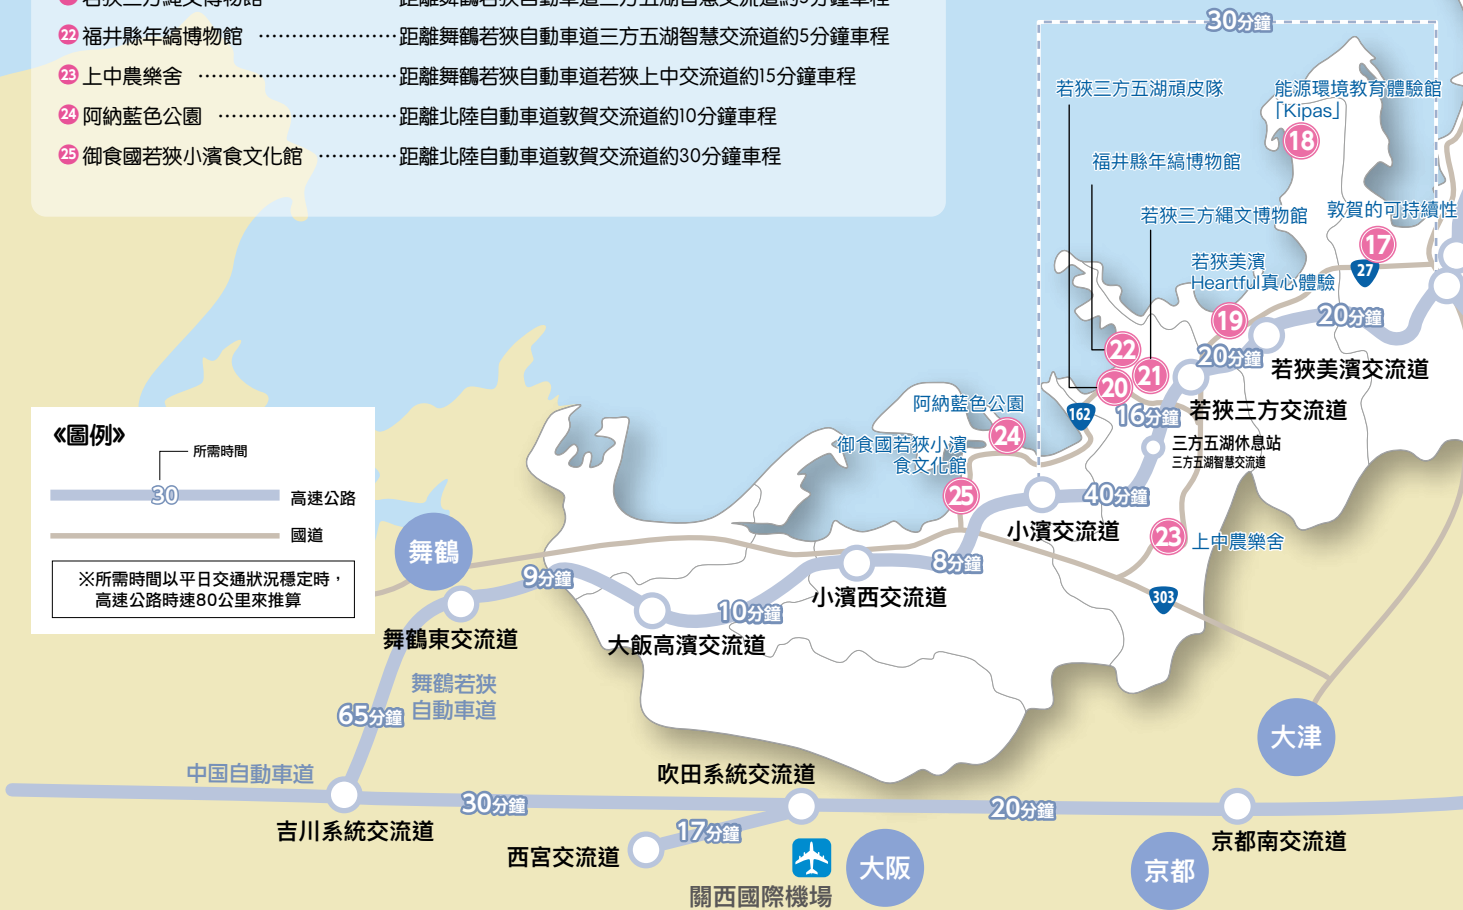 ㉒ 福井縣年縞博物館 ………………… 距離舞鶴若狹自動車道三方五湖智慧交流道約5分鐘車程
㉓ 上中農樂舍 ………………………… 距離舞鶴若狹自動車道若狹上中交流道約15分鐘車程
㉔ 阿納藍色公園 ……………………… 距離北陸自動車道敦賀交流道約10分鐘車程
㉕ 御食國若狹小濱食文化館 ………… 距離北陸自動車道敦賀交流道約30分鐘車程
30分鐘
若狹三方五湖頑皮隊
能源環境教育體驗館
「Kipas」
18
福井縣年縞博物館
若狹三方縄文博物館
敦賀的可持續性
17
27
若狹美濱
Heartful真心體驗
19
20分鐘
20分鐘
若狹美濱交流道
22
21
20
162
16分鐘
若狹三方交流道
三方五湖休息站
三方五湖智慧交流道
阿納藍色公園
24
御食國若狹小濱
食文化館
25
40分鐘
小濱交流道
23
上中農樂舍
303
8分鐘
小濱西交流道
10分鐘
大飯高濱交流道
9分鐘
舞鶴
舞鶴東交流道
舞鶴若狹
自動車道
65分鐘
《圖例》
所需時間
30
高速公路
國道
※所需時間以平日交通狀況穩定時，
高速公路時速80公里來推算
中国自動車道
吉川系統交流道
30分鐘
吹田系統交流道
17分鐘
西宮交流道
20分鐘
京都南交流道
大津
京都
大阪
關西國際機場